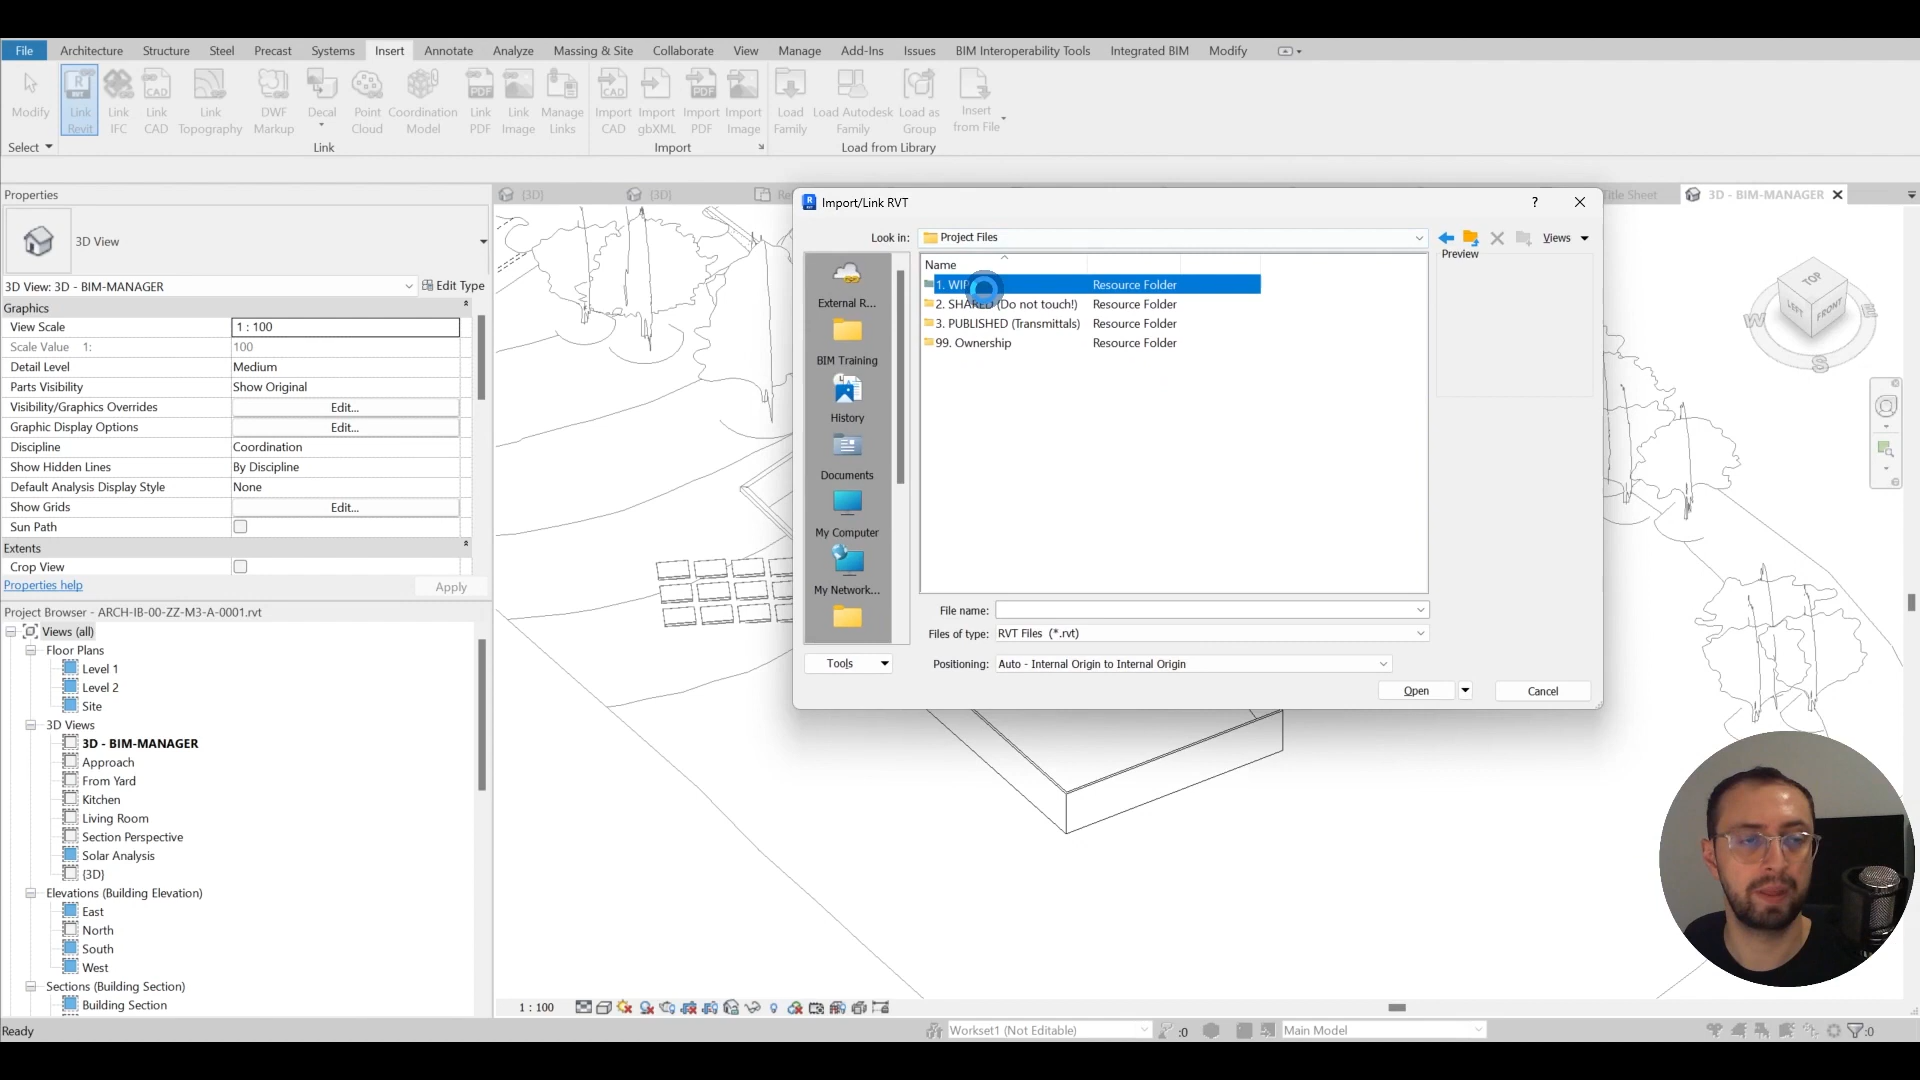 File Architecture Structure Steel Precast Systems Insert Annotate Analyze Massing & Site Collaborate View Manage Add-Ins Issues BIM Interoperability Tools Integrated BIM Modify
Modify
Link Revit
Link IFC
Link CAD
Link Topography
DWF Markup
Decal
Point Cloud
Coordination Model
Link PDF
Link Image
Manage Links
Import CAD
Import gbXML
Import PDF
Import Image
Load Family
Load Autodesk Family
Load as Group
Insert from File
Select Link Import Load from Library
Properties
{3D} {3D} Title Sheet 3D - BIM-MANAGER
3D View
3D View: 3D - BIM-MANAGER Edit Type
Graphics
View Scale 1 : 100
Scale Value 1: 100
Detail Level Medium
Parts Visibility Show Original
Visibility/Graphics Overrides Edit...
Graphic Display Options Edit...
Discipline Coordination
Show Hidden Lines By Discipline
Default Analysis Display Style None
Show Grids Edit...
Sun Path
Extents
Crop View
Properties help Apply
Project Browser - ARCH-IB-00-ZZ-M3-A-0001.rvt
Views (all)
Floor Plans
Level 1
Level 2
Site
3D Views
3D - BIM-MANAGER
Approach
From Yard
Kitchen
Living Room
Section Perspective
Solar Analysis
{3D}
Elevations (Building Elevation)
East
North
South
West
Sections (Building Section)
Building Section
Import/Link RVT ?
Look in: Project Files Views
Name Preview
1. WIP Resource Folder
2. SHARED (Do not touch!) Resource Folder
3. PUBLISHED (Transmittals) Resource Folder
99. Ownership Resource Folder
External R...
BIM Training
History
Documents
My Computer
My Network...
File name:
Files of type: RVT Files (*.rvt)
Tools
Positioning: Auto - Internal Origin to Internal Origin
Open Cancel
TOP
LEFT
FRONT
W
S
E
1 : 100
Ready Workset1 (Not Editable) :0 Main Model :0